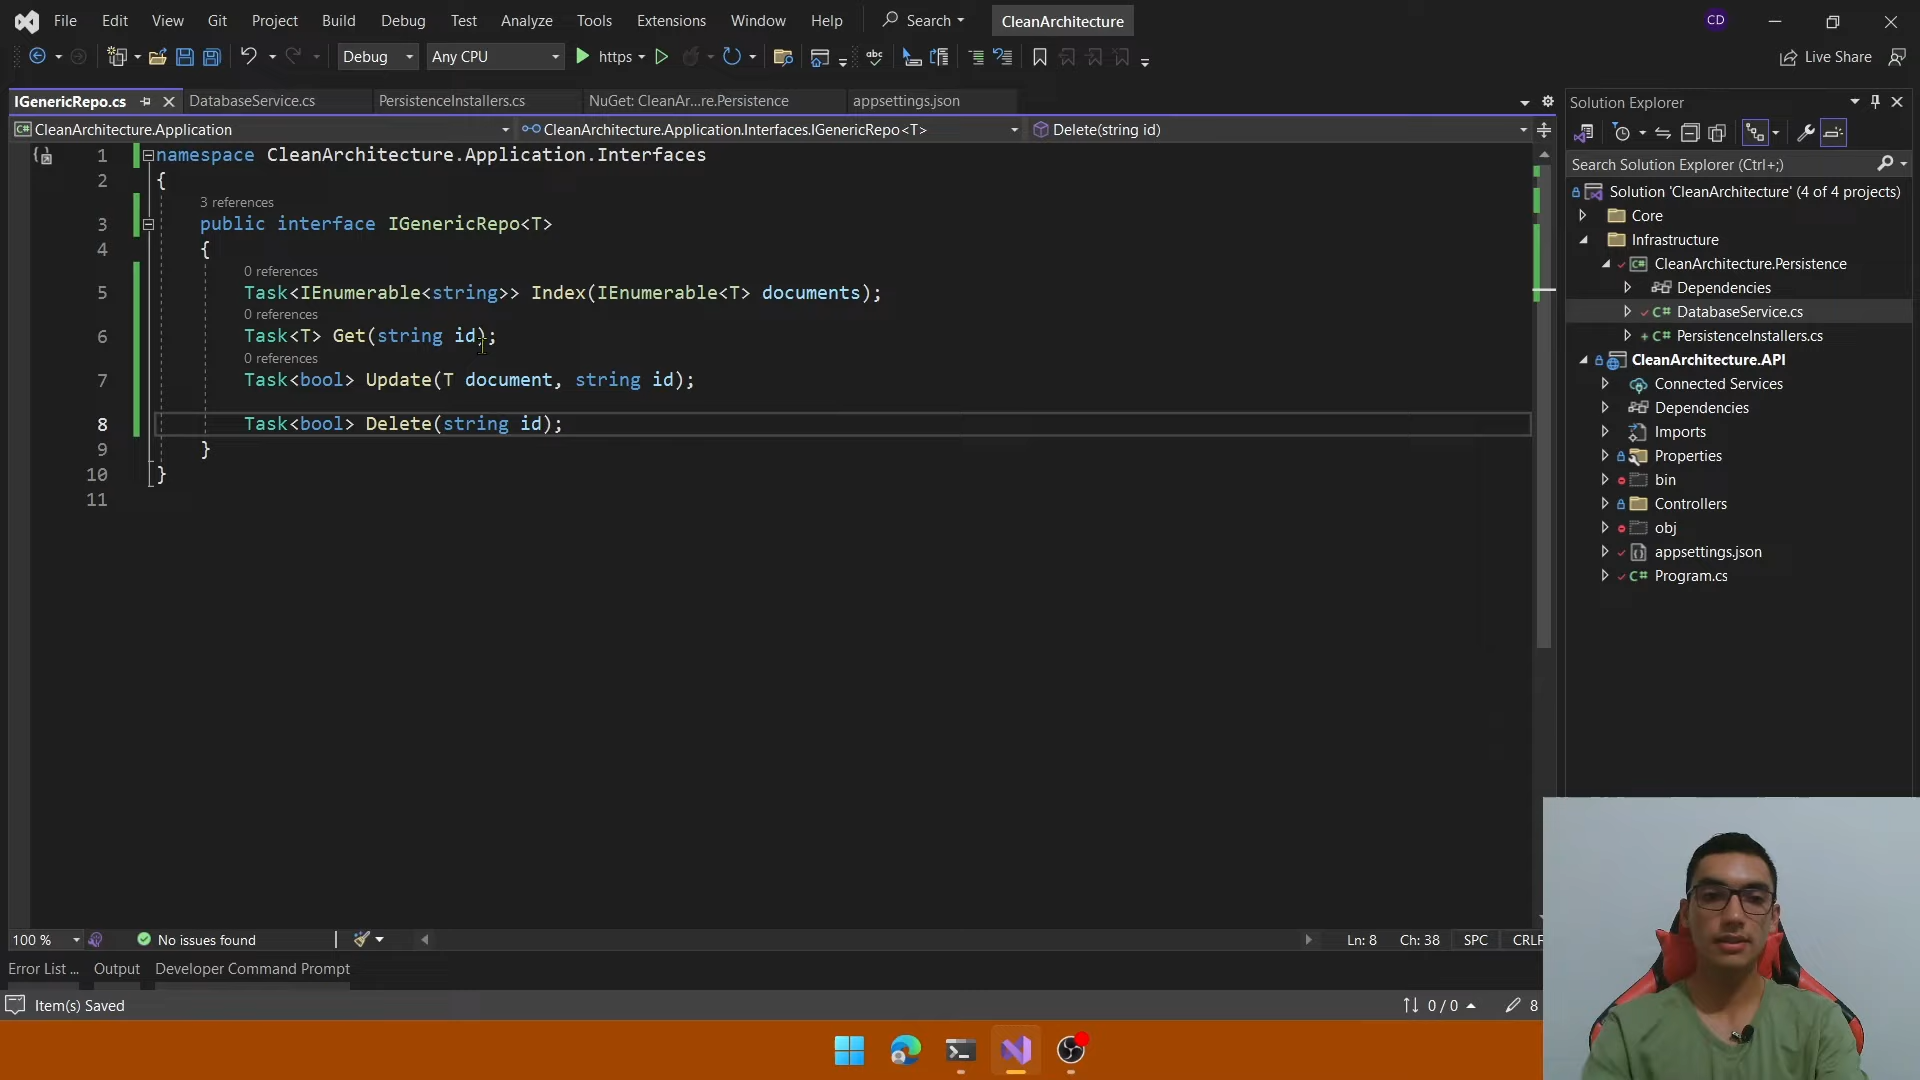 File Edit View Git Project Build Debug Test Analyze Tools Extensions Window Help Search CleanArchitecture CD
Debug Any CPU https Live Share
IGenericRepo.cs DatabaseService.cs PersistenceInstallers.cs NuGet: CleanAr...re.Persistence appsettings.json
CleanArchitecture.Application CleanArchitecture.Application.Interfaces.IGenericRepo<T> Delete(string id)
1 namespace CleanArchitecture.Application.Interfaces
2 {
3 references
3 public interface IGenericRepo<T>
4 {
0 references
5 Task<IEnumerable<string>> Index(IEnumerable<T> documents);
0 references
6 Task<T> Get(string id);
0 references
7 Task<bool> Update(T document, string id);
8 Task<bool> Delete(string id);
9 }
10 }
11
100 % No issues found Ln: 8 Ch: 38 SPC CRLF
Error List ... Output Developer Command Prompt
Item(s) Saved 0 / 0 8
Solution Explorer
Search Solution Explorer (Ctrl+;)
Solution 'CleanArchitecture' (4 of 4 projects)
Core
Infrastructure
CleanArchitecture.Persistence
Dependencies
DatabaseService.cs
PersistenceInstallers.cs
CleanArchitecture.API
Connected Services
Dependencies
Imports
Properties
bin
Controllers
obj
appsettings.json
Program.cs